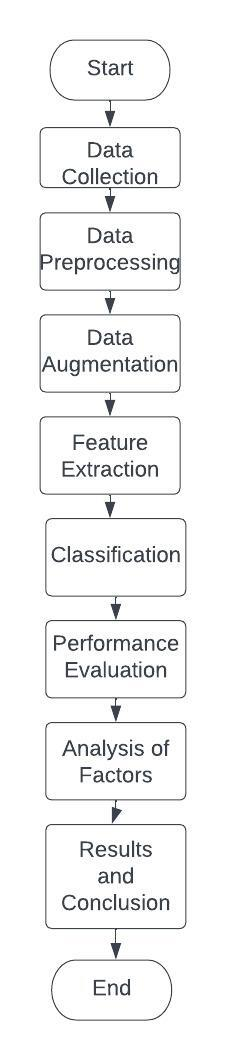 Start
Data
Collection
Data
Preprocessing
Data
Augmentation
Feature
Extraction
Classification
Performance
Evaluation
Analysis of
Factors
Results
and
Conclusion
End